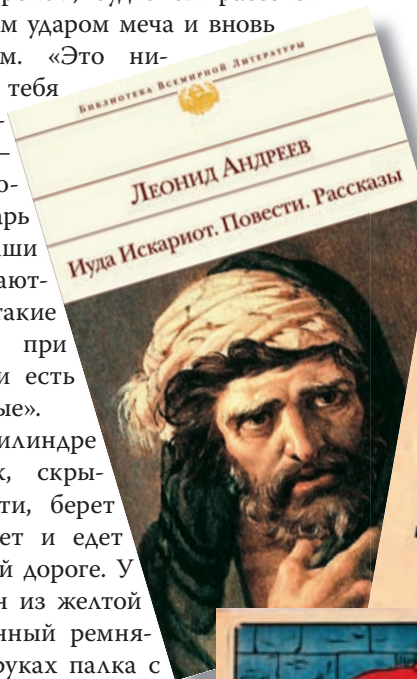 м ударом меча и вновь
м. «Это ни-
тебя
-
–
о-
арь
аши
ают-
такие
при
и есть
ые».
илиндре
к, скры-
ти, берет
ет и едет
й дороге. У
н из желтой
нный ремня-
руках палка с
Библиотека Всемирной Литературы
Леонид Андреев
Иуда Искариот. Повести. Рассказы